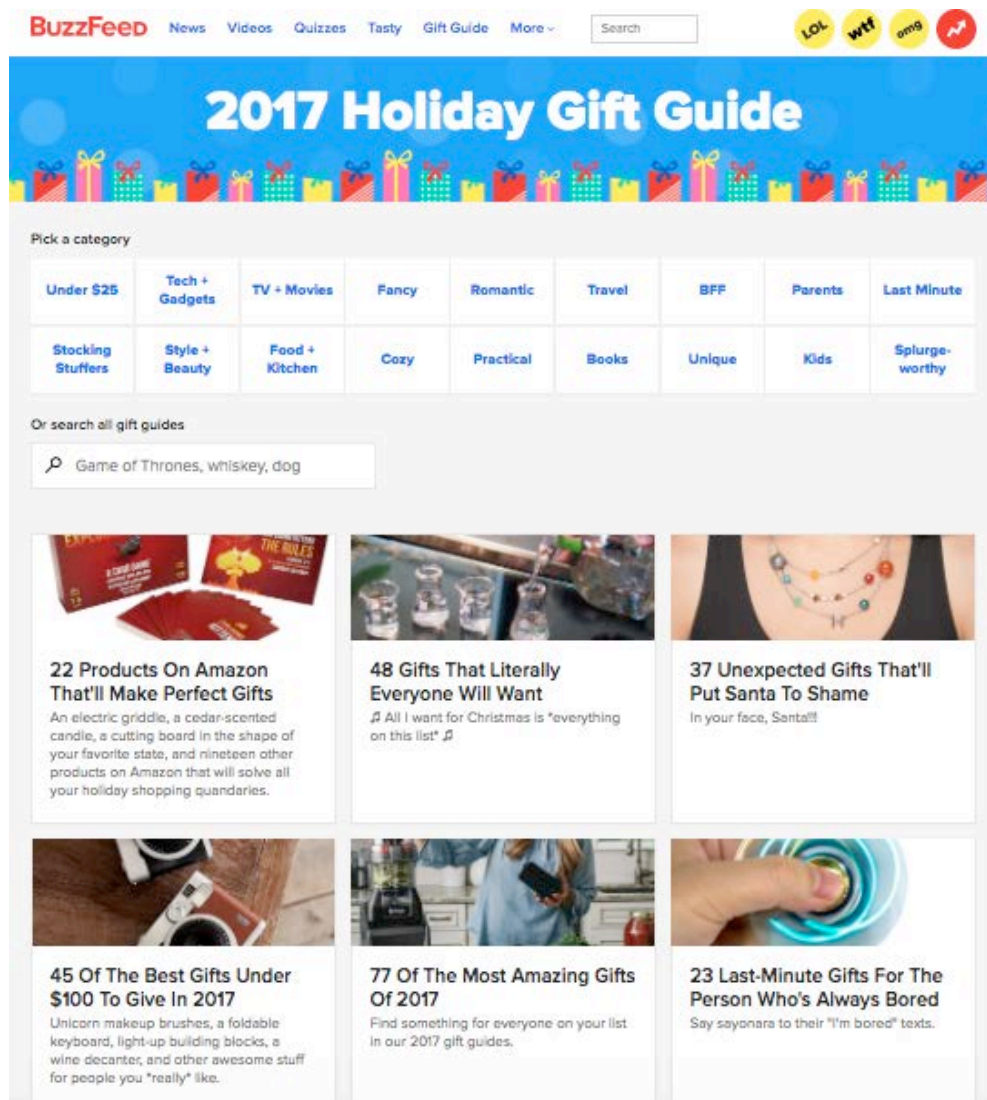 BuzzFeeD News Videos Quizzes Tasty Gift Guide More Search LOL wtf omg
2017 Holiday Gift Guide
Pick a category
Under $25 Tech + Gadgets TV + Movies Fancy Romantic Travel BFF Parents Last Minute
Stocking Stuffers Style + Beauty Food + Kitchen Cozy Practical Books Unique Kids Splurge-worthy
Or search all gift guides
Game of Thrones, whiskey, dog
THE RULES
22 Products On Amazon
That'll Make Perfect Gifts
An electric griddle, a cedar-scented
candle, a cutting board in the shape of
your favorite state, and nineteen other
products on Amazon that will solve all
your holiday shopping quandaries.
48 Gifts That Literally
Everyone Will Want
♫ All I want for Christmas is *everything
on this list* ♫
37 Unexpected Gifts That'll
Put Santa To Shame
In your face, Santa!!!
45 Of The Best Gifts Under
$100 To Give In 2017
Unicorn makeup brushes, a foldable
keyboard, light-up building blocks, a
wine decanter, and other awesome stuff
for people you *really* like.
77 Of The Most Amazing Gifts
Of 2017
Find something for everyone on your list
in our 2017 gift guides.
23 Last-Minute Gifts For The
Person Who's Always Bored
Say sayonara to their "I'm bored" texts.